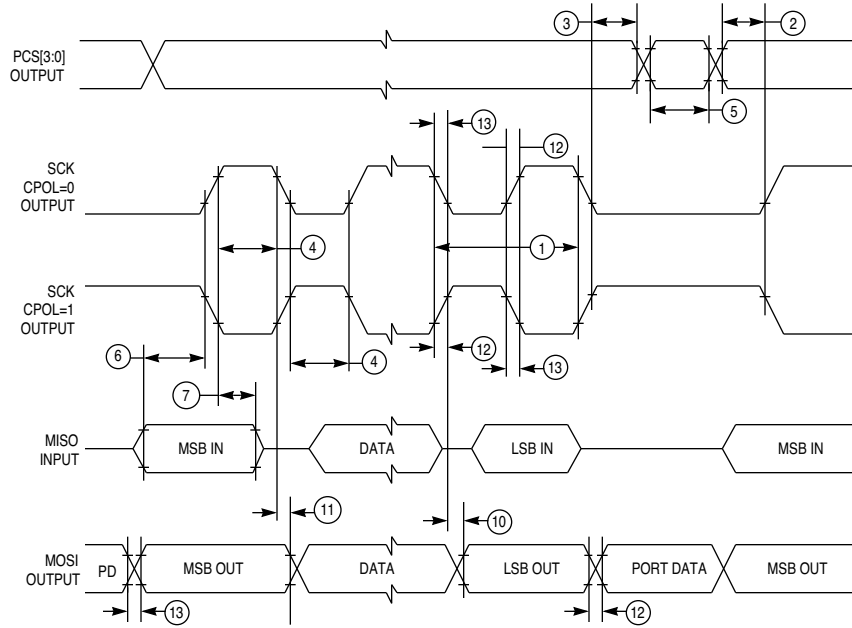 3
2
PCS[3:0]
OUTPUT
5
13
12
SCK
CPOL=0
OUTPUT
4
1
SCK
CPOL=1
OUTPUT
6
4
12
13
7
MISO
INPUT
MSB IN
DATA
LSB IN
MSB IN
11
10
MOSI
OUTPUT
PD
MSB OUT
DATA
LSB OUT
PORT DATA
MSB OUT
13
12